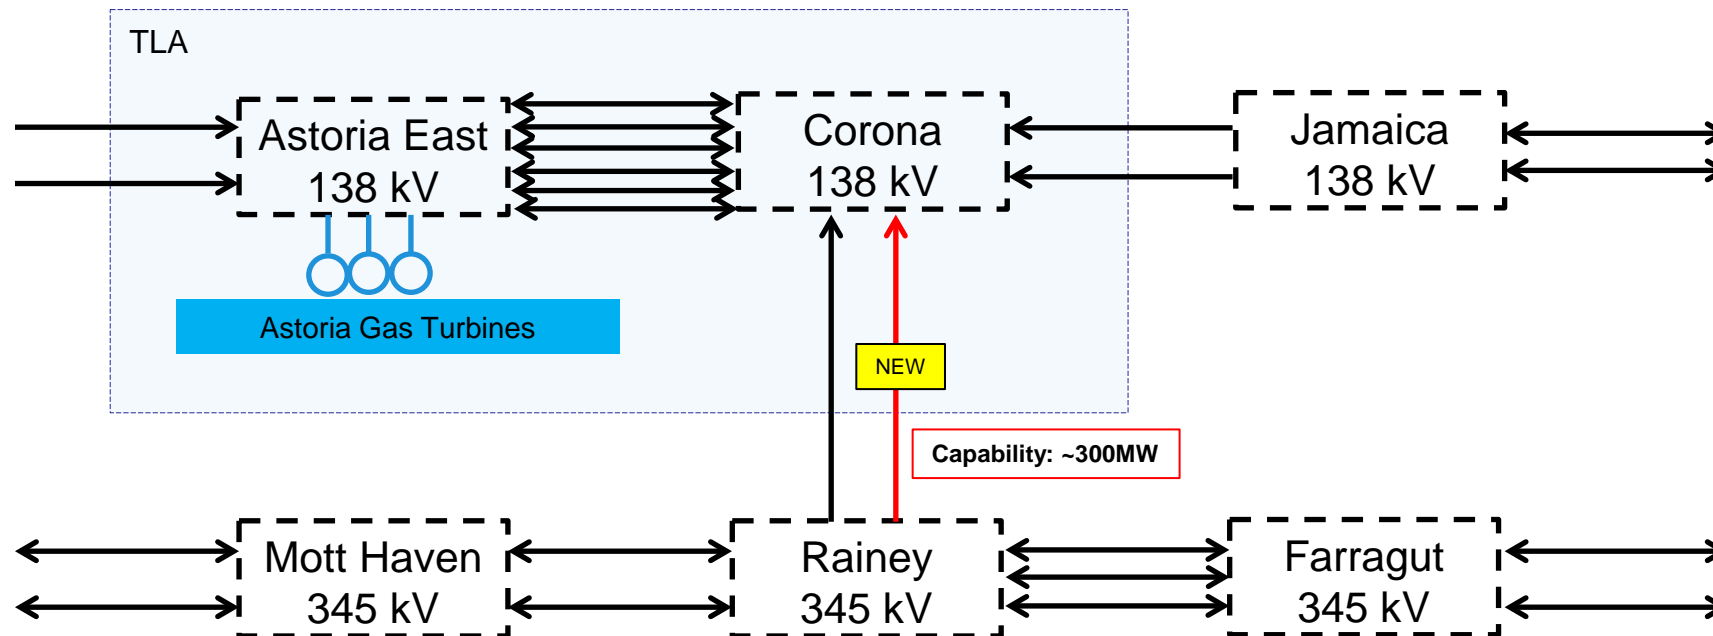 TLA
Astoria East
138 kV
Corona
138 kV
Jamaica
138 kV
Astoria Gas Turbines
NEW
Capability: ~300MW
Mott Haven
345 kV
Rainey
345 kV
Farragut
345 kV